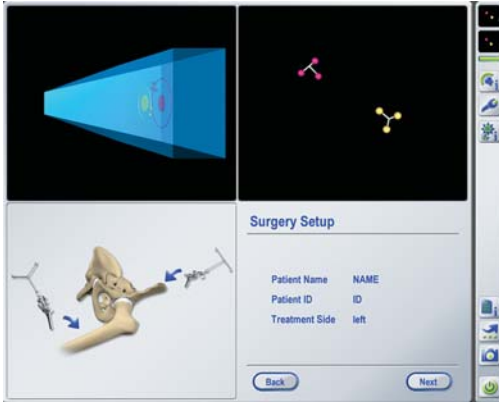 Surgery Setup
Patient Name NAME
Patient ID ID
Treatment Side left
Back Next